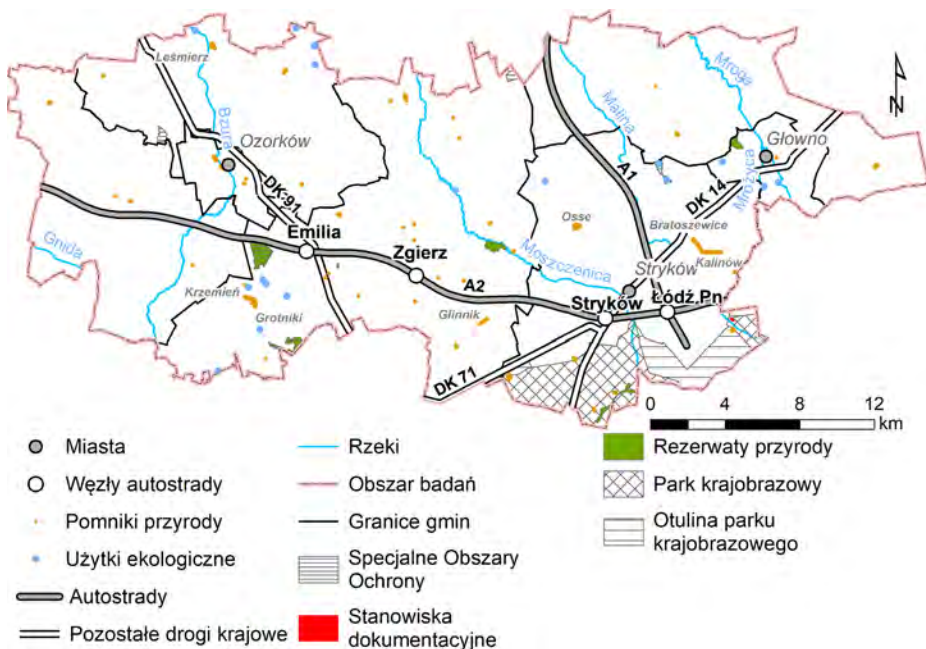 Leśmierz
Bzura
Ozorków
DK 91
Emilia
Gnida
Krzemień
Grotniki
Zgierz
A2
Glinnik
Moszczenica
Osse
Malina
A1
Mroga
Głowno
Mrożyca
DK 14
Bratoszewice
Kalinów
Stryków
Stryków
Łódź Pn
DK 71
N
0 4 8 12
km
Miasta
Węzły autostrady
Pomniki przyrody
Użytki ekologiczne
Autostrady
Pozostałe drogi krajowe
Rzeki
Obszar badań
Granice gmin
Specjalne Obszary
Ochrony
Stanowiska
dokumentacyjne
Rezerwaty przyrody
Park krajobrazowy
Otulina parku
krajobrazowego